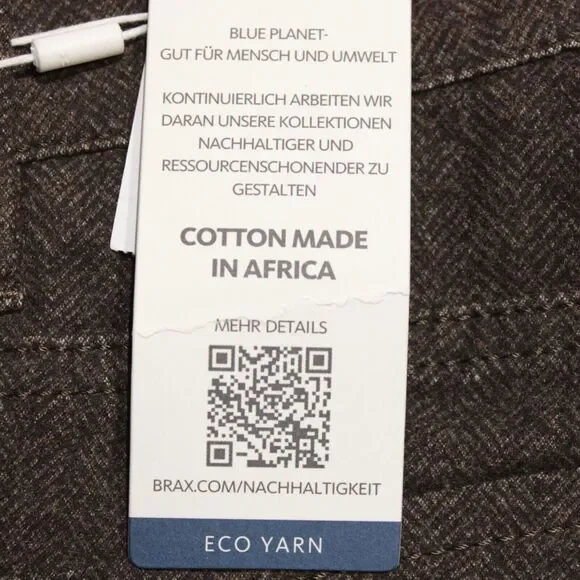 BLUE PLANET-
GUT FÜR MENSCH UND UMWELT
KONTINUIERLICH ARBEITEN WIR
DARAN UNSERE KOLLEKTIONEN
NACHHALTIGER UND
RESSOURCENSCHONENDER ZU
GESTALTEN
COTTON MADE
IN AFRICA
MEHR DETAILS
BRAX.COM/NACHHALTIGKEIT
ECO YARN